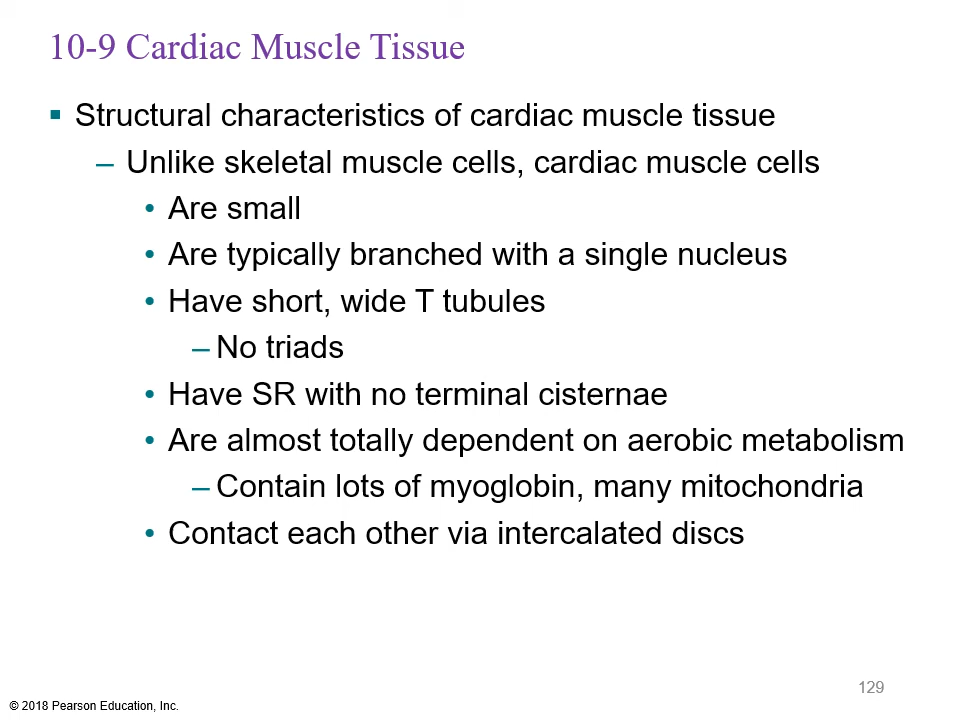 10-9 Cardiac Muscle Tissue
▪ Structural characteristics of cardiac muscle tissue
– Unlike skeletal muscle cells, cardiac muscle cells
• Are small
• Are typically branched with a single nucleus
• Have short, wide T tubules
– No triads
• Have SR with no terminal cisternae
• Are almost totally dependent on aerobic metabolism
– Contain lots of myoglobin, many mitochondria
• Contact each other via intercalated discs
129
© 2018 Pearson Education, Inc.